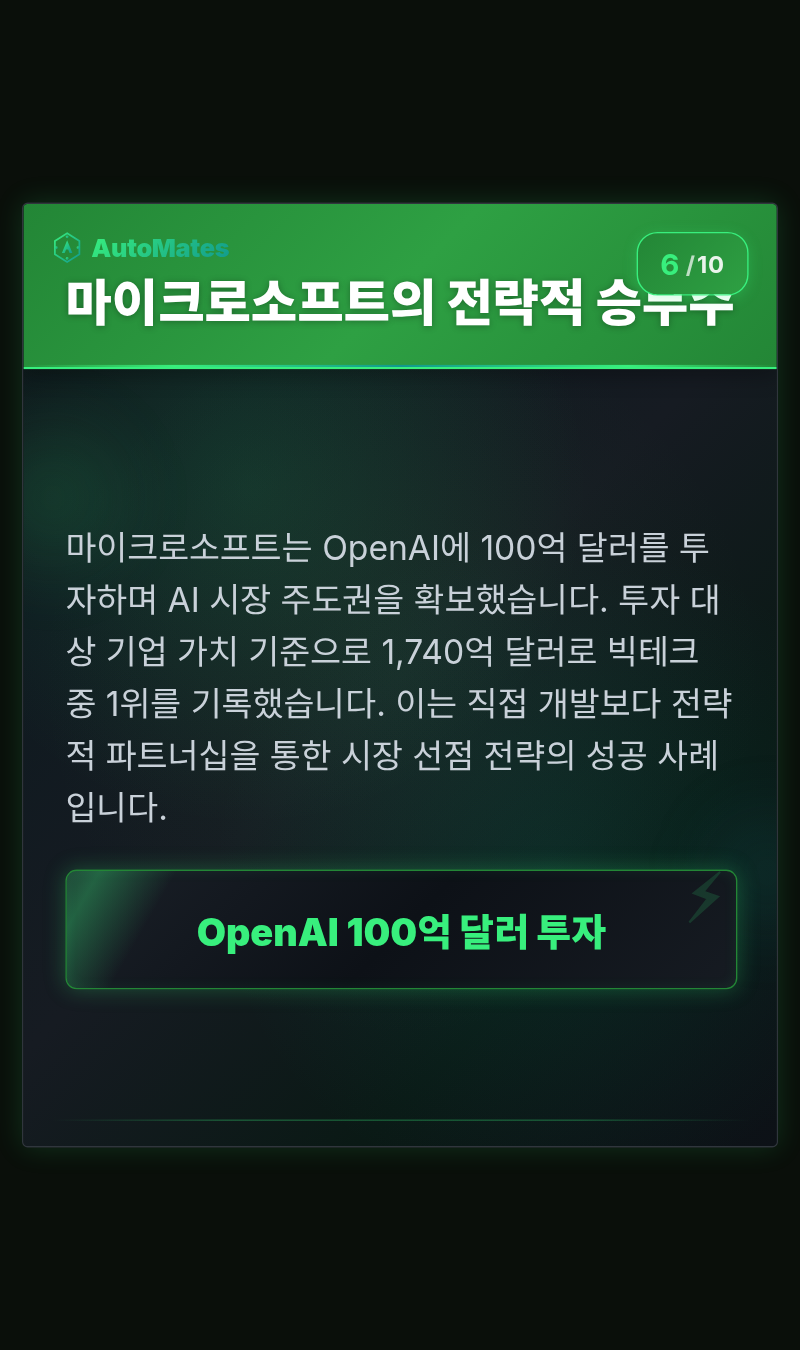 AutoMates
6 /10
마이크로소프트의 전략적 승부수
마이크로소프트는 OpenAI에 100억 달러를 투
자하며 AI 시장 주도권을 확보했습니다. 투자 대
상 기업 가치 기준으로 1,740억 달러로 빅테크
중 1위를 기록했습니다. 이는 직접 개발보다 전략
적 파트너십을 통한 시장 선점 전략의 성공 사례
입니다.
OpenAI 100억 달러 투자